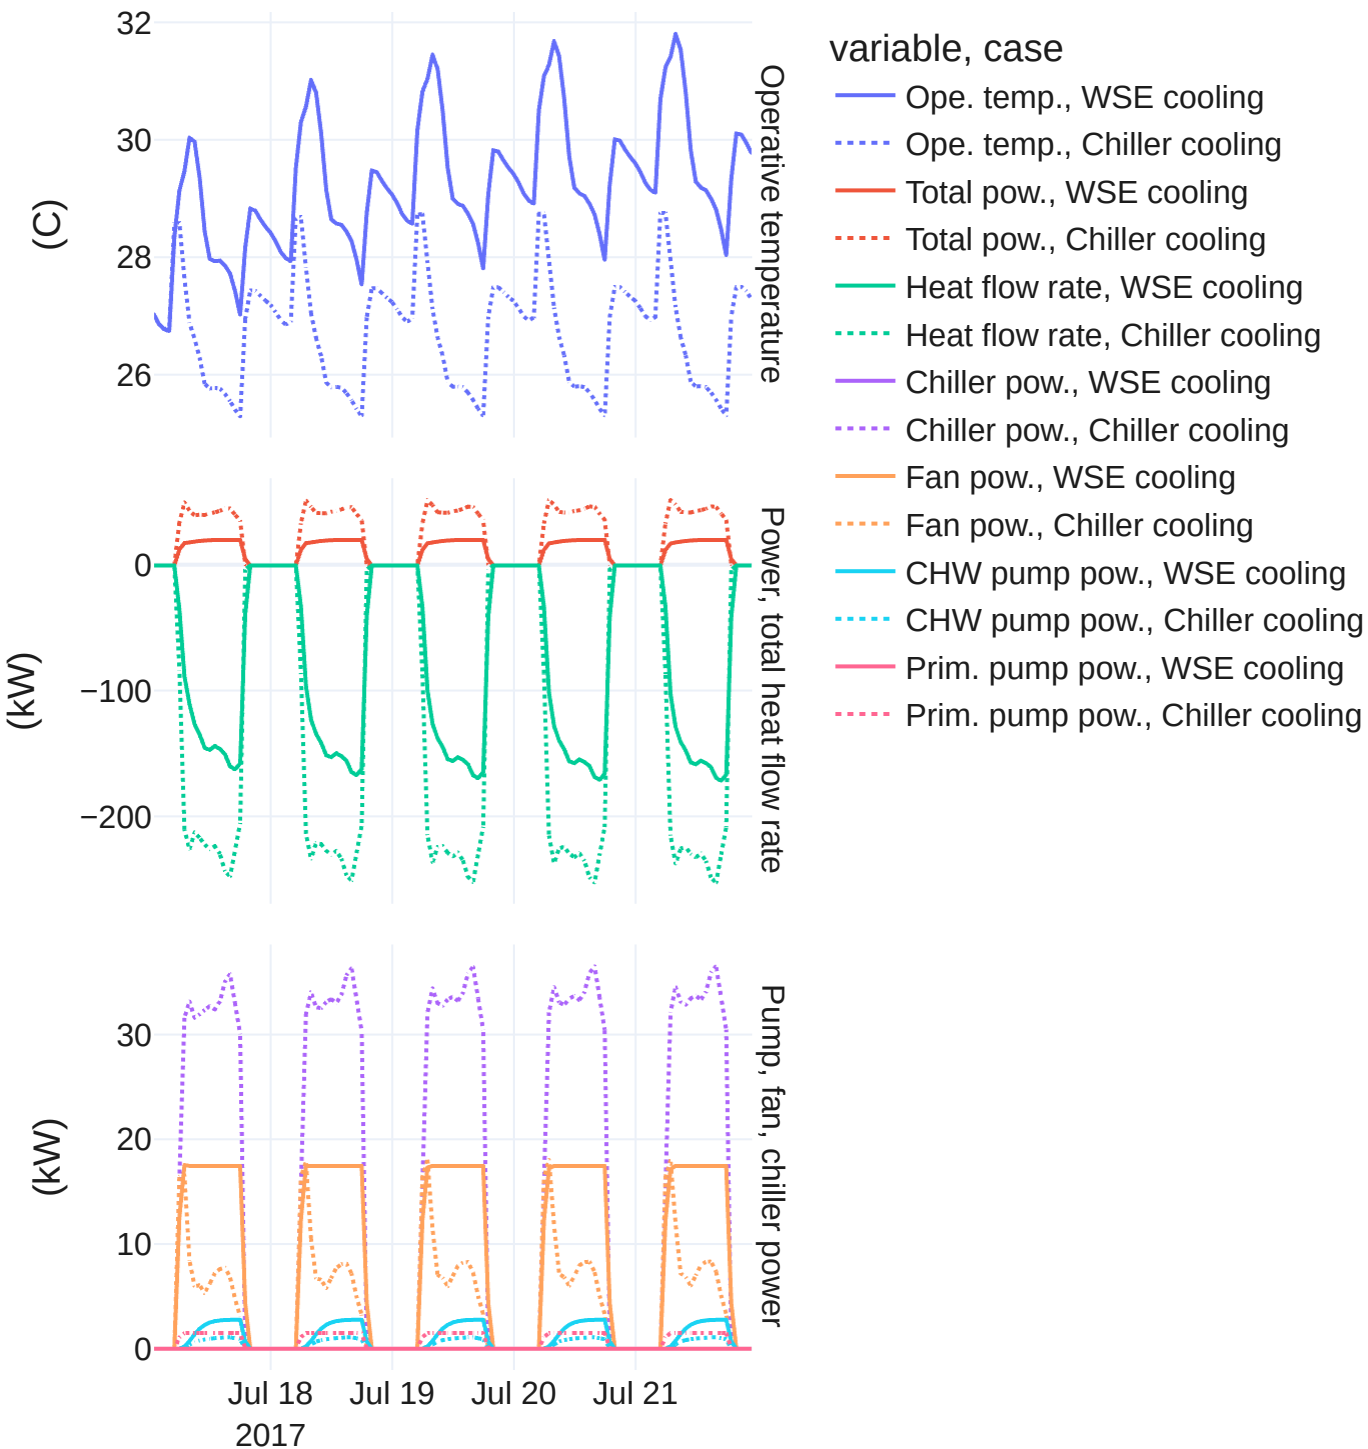 32
30
28
26
(C)
Operative temperature
0
−100
−200
(kW)
Power, total heat flow rate
30
20
10
0
(kW)
Pump, fan, chiller power
Jul 18
2017
Jul 19
Jul 20
Jul 21
variable, case
Ope. temp., WSE cooling
Ope. temp., Chiller cooling
Total pow., WSE cooling
Total pow., Chiller cooling
Heat flow rate, WSE cooling
Heat flow rate, Chiller cooling
Chiller pow., WSE cooling
Chiller pow., Chiller cooling
Fan pow., WSE cooling
Fan pow., Chiller cooling
CHW pump pow., WSE cooling
CHW pump pow., Chiller cooling
Prim. pump pow., WSE cooling
Prim. pump pow., Chiller cooling